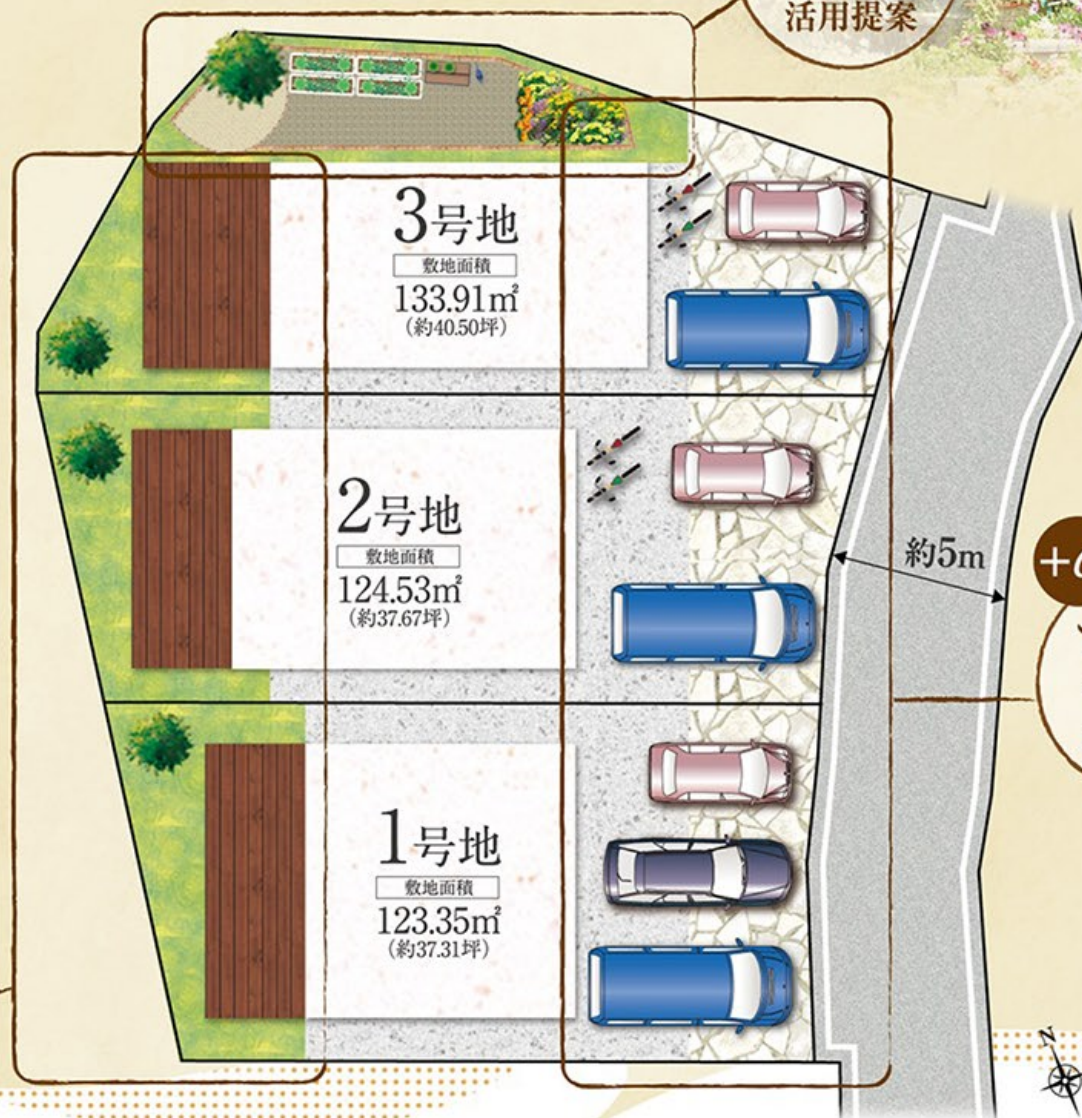 活用提案
3号地
敷地面積
133.91㎡
(約40.50坪)
2号地
敷地面積
124.53㎡
(約37.67坪)
約5m
1号地
敷地面積
123.35㎡
(約37.31坪)
N